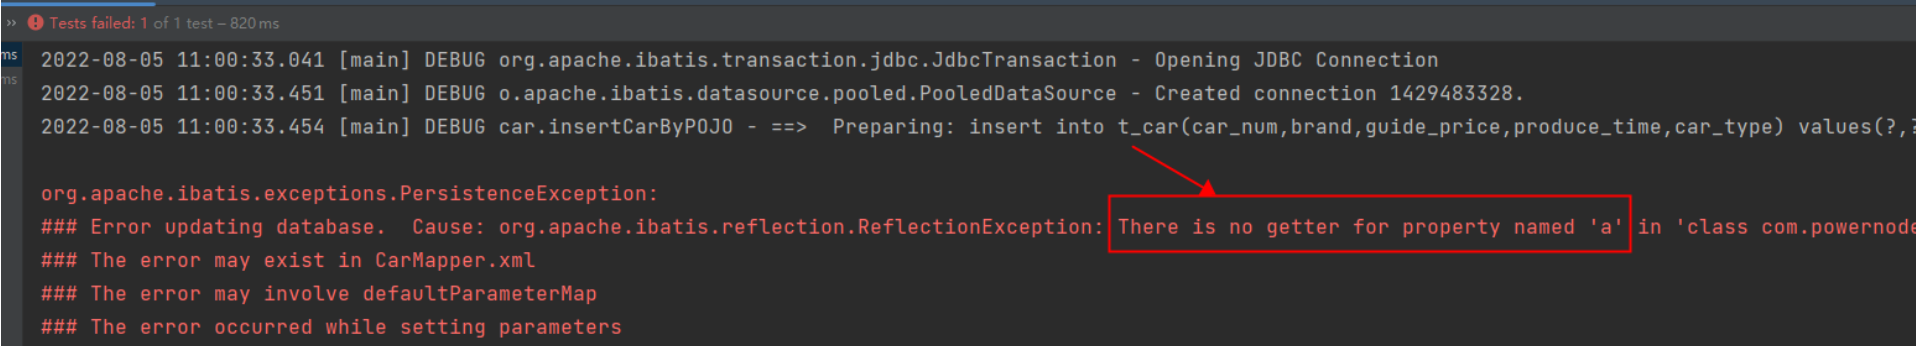 » Tests failed: 1 of 1 test – 820 ms
ms 2022-08-05 11:00:33.041 [main] DEBUG org.apache.ibatis.transaction.jdbc.JdbcTransaction - Opening JDBC Connection
ms 2022-08-05 11:00:33.451 [main] DEBUG o.apache.ibatis.datasource.pooled.PooledDataSource - Created connection 1429483328.
2022-08-05 11:00:33.454 [main] DEBUG car.insertCarByPOJO - ==>  Preparing: insert into t_car(car_num,brand,guide_price,produce_time,car_type) values(?,?
org.apache.ibatis.exceptions.PersistenceException:
### Error updating database.  Cause: org.apache.ibatis.reflection.ReflectionException: There is no getter for property named 'a' in 'class com.powernode
### The error may exist in CarMapper.xml
### The error may involve defaultParameterMap
### The error occurred while setting parameters